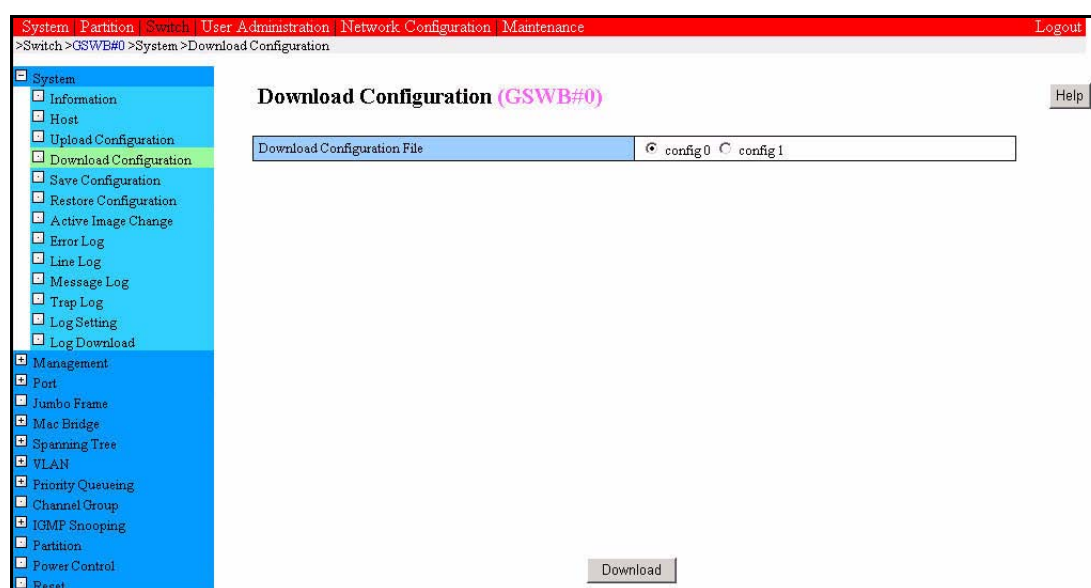 System | Partition | Switch | User Administration | Network Configuration | Maintenance Logout
>Switch >GSWB#0 >System >Download Configuration
System
Information
Host
Upload Configuration
Download Configuration
Save Configuration
Restore Configuration
Active Image Change
Error Log
Line Log
Message Log
Trap Log
Log Setting
Log Download
Management
Port
Jumbo Frame
Mac Bridge
Spanning Tree
VLAN
Priority Queueing
Channel Group
IGMP Snooping
Partition
Power Control
Reset
Download Configuration (GSWB#0)
Help
Download Configuration File config 0 config 1
Download